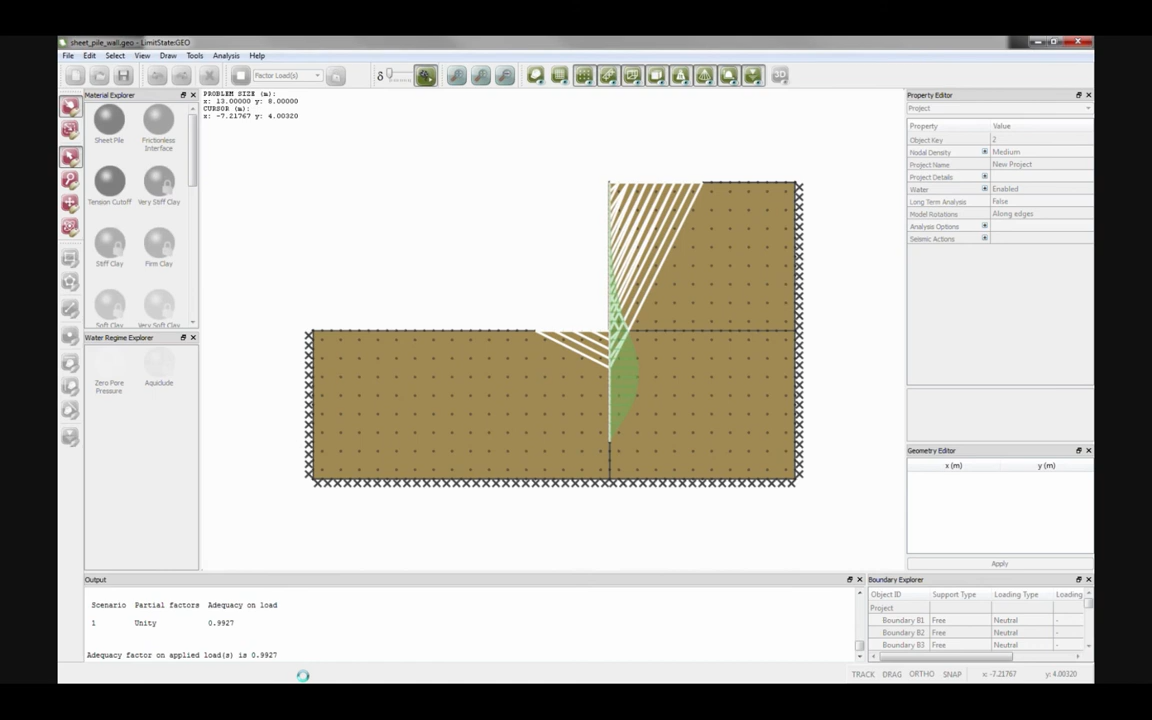 sheet_pile_wall.geo - LimitState:GEO
File Edit Select View Draw Tools Analysis Help
Factor Load(s) δ 3D
Material Explorer
PROBLEM SIZE (m):
x: 13.00000 y: 8.00000
CURSOR (m):
x: -7.21767 y: 4.00320
Sheet Pile
Frictionless Interface
Tension Cutoff
Very Stiff Clay
Stiff Clay
Firm Clay
Soft Clay
Very Soft Clay
Water Regime Explorer
Zero Pore Pressure
Aquiclude
Property Editor
Project
Property Value
Object Key 2
Nodal Density Medium
Project Name New Project
Project Details
Water Enabled
Long Term Analysis False
Model Rotations Along edges
Analysis Options
Seismic Actions
Geometry Editor
x (m) y (m)
Apply
Output
Scenario Partial factors Adequacy on load
1 Unity 0.9927
Adequacy factor on applied load(s) is 0.9927
Boundary Explorer
Object ID Support Type Loading Type Loading
Project
Boundary B1 Free Neutral -
Boundary B2 Free Neutral -
Boundary B3 Free Neutral -
TRACK DRAG ORTHO SNAP x: -7.21767 y: 4.00320